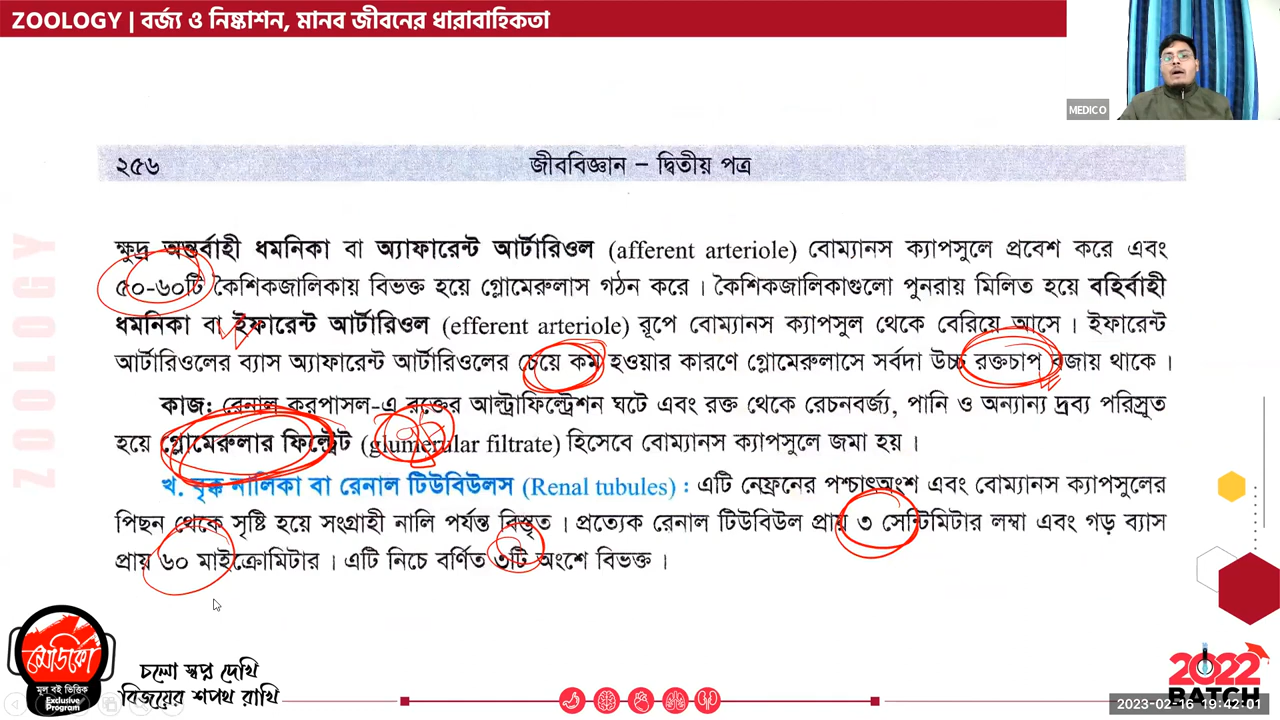 ZOOLOGY | বর্জ্য ও নিষ্কাশন, মানব জীবনের ধারাবাহিকতা
MEDICO
২৫৬ জীববিজ্ঞান – দ্বিতীয় পত্র
ক্ষুদ্র অন্তর্বাহী ধমনিকা বা অ্যাফারেন্ট আর্টারিওল (afferent arteriole) বোম্যানস ক্যাপসুলে প্রবেশ করে এবং
৫০-৬০টি কৈশিকজালিকায় বিভক্ত হয়ে গ্লোমেরুলাস গঠন করে। কৈশিকজালিকাগুলো পুনরায় মিলিত হয়ে বহির্বাহী
ধমনিকা বা ইফারেন্ট আর্টারিওল (efferent arteriole) রূপে বোম্যানস ক্যাপসুল থেকে বেরিয়ে আসে। ইফারেন্ট
আর্টারিওলের ব্যাস অ্যাফারেন্ট আর্টারিওলের চেয়ে কম হওয়ার কারণে গ্লোমেরুলাসে সর্বদা উচ্চ রক্তচাপ বজায় থাকে।
কাজ: রেনাল করপাসল-এ রক্তের আল্ট্রাফিল্ট্রেশন ঘটে এবং রক্ত থেকে রেচনবর্জ্য, পানি ও অন্যান্য দ্রব্য পরিস্রুত
হয়ে গ্লোমেরুলার ফিল্ট্রেট (glumerular filtrate) হিসেবে বোম্যানস ক্যাপসুলে জমা হয়।
খ. বৃক্ক নালিকা বা রেনাল টিউবিউলস (Renal tubules) : এটি নেফ্রনের পশ্চাৎঅংশ এবং বোম্যানস ক্যাপসুলের
পিছন থেকে সৃষ্টি হয়ে সংগ্রাহী নালি পর্যন্ত বিস্তৃত। প্রত্যেক রেনাল টিউবিউল প্রায় ৩ সেন্টিমিটার লম্বা এবং গড় ব্যাস
প্রায় ৬০ মাইক্রোমিটার। এটি নিচে বর্ণিত ৩টি অংশে বিভক্ত।
ZOOLOGY
মেডিকো
মূল বই ভিত্তিক
Exclusive
Program
চলো স্বপ্ন দেখি
বিজয়ের শপথ রাখি
2022
BATCH
2023-02-16 19:42:01